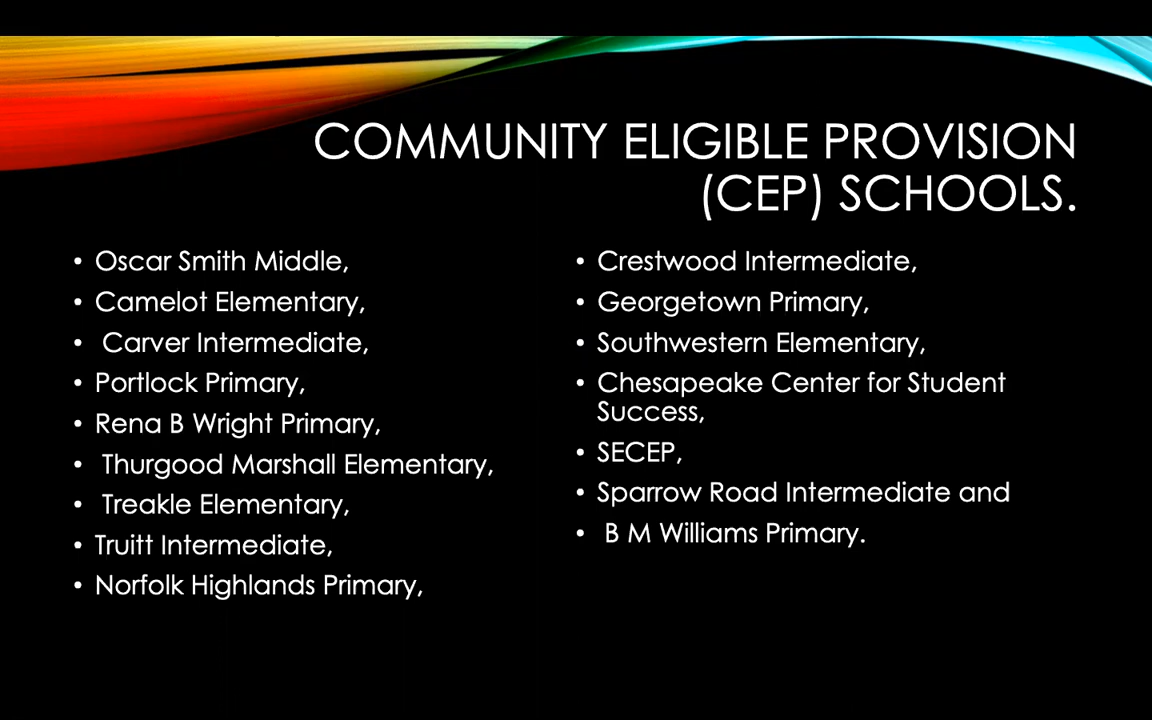 COMMUNITY ELIGIBLE PROVISION
(CEP) SCHOOLS.
• Oscar Smith Middle,
• Camelot Elementary,
• Carver Intermediate,
• Portlock Primary,
• Rena B Wright Primary,
• Thurgood Marshall Elementary,
• Treakle Elementary,
• Truitt Intermediate,
• Norfolk Highlands Primary,
• Crestwood Intermediate,
• Georgetown Primary,
• Southwestern Elementary,
• Chesapeake Center for Student
Success,
• SECEP,
• Sparrow Road Intermediate and
• B M Williams Primary.